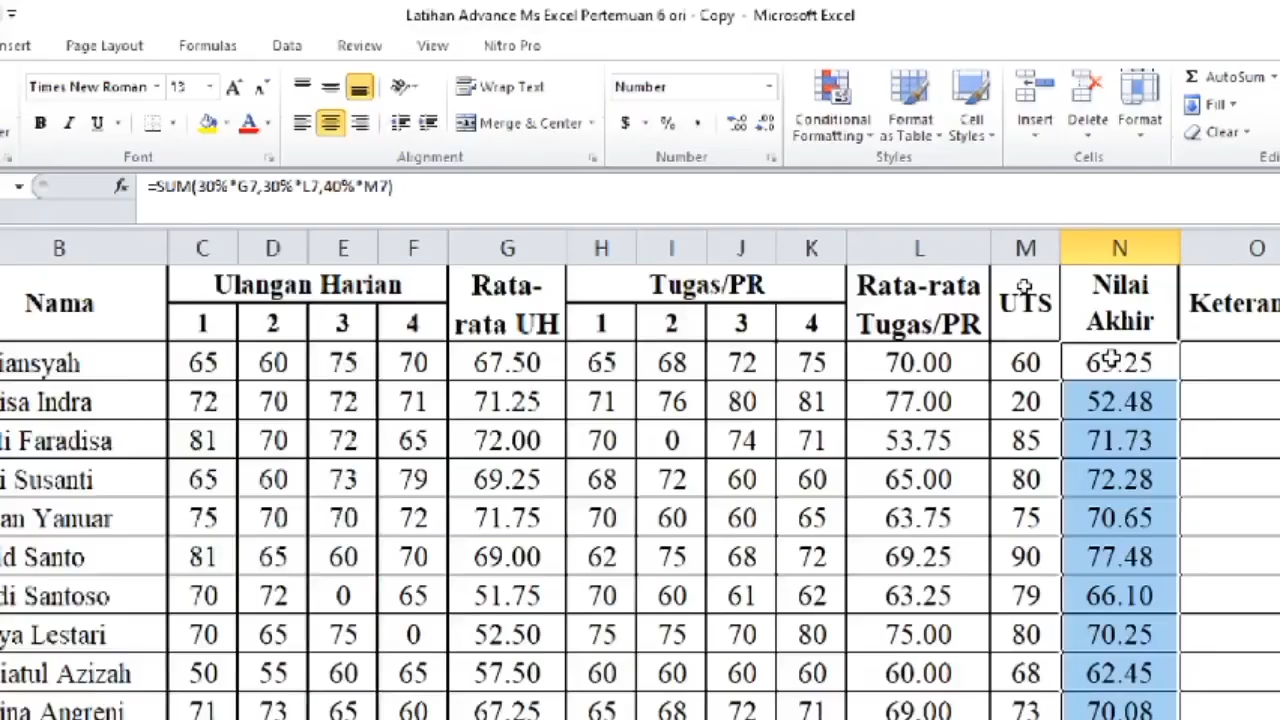 Latihan Advance Ms Excel Pertemuan 6 ori - Copy - Microsoft Excel
nsert Page Layout Formulas Data Review View Nitro Pro
Times New Roman 13 A A Wrap Text Number Σ AutoSum
B I U A Merge & Center $ % , Conditional Formatting Format as Table Cell Styles Insert Delete Format Fill
Clear
Font Alignment Number Styles Cells Edi
fx =SUM(30%*G7,30%*L7,40%*M7)
B C D E F G H I J K L M N O
Nama Ulangan Harian Rata-rata UH Tugas/PR Rata-rata Tugas/PR UTS Nilai Akhir Keteran
1 2 3 4 1 2 3 4
iansyah 65 60 75 70 67.50 65 68 72 75 70.00 60 .25
isa Indra 72 70 72 71 71.25 71 76 80 81 77.00 20 52.48
ti Faradisa 81 70 72 65 72.00 70 0 74 71 53.75 85 71.73
i Susanti 65 60 73 79 69.25 68 72 60 60 65.00 80 72.28
an Yanuar 75 70 70 72 71.75 70 60 60 65 63.75 75 70.65
d Santo 81 65 60 70 69.00 62 75 68 72 69.25 90 77.48
di Santoso 70 72 0 65 51.75 70 60 61 62 63.25 79 66.10
ya Lestari 70 65 75 0 52.50 75 75 70 80 75.00 80 70.25
iatul Azizah 50 55 60 65 57.50 60 60 60 60 60.00 68 62.45
ina Angreni 71 73 65 60 67.25 65 68 72 71 69.00 73 70.08